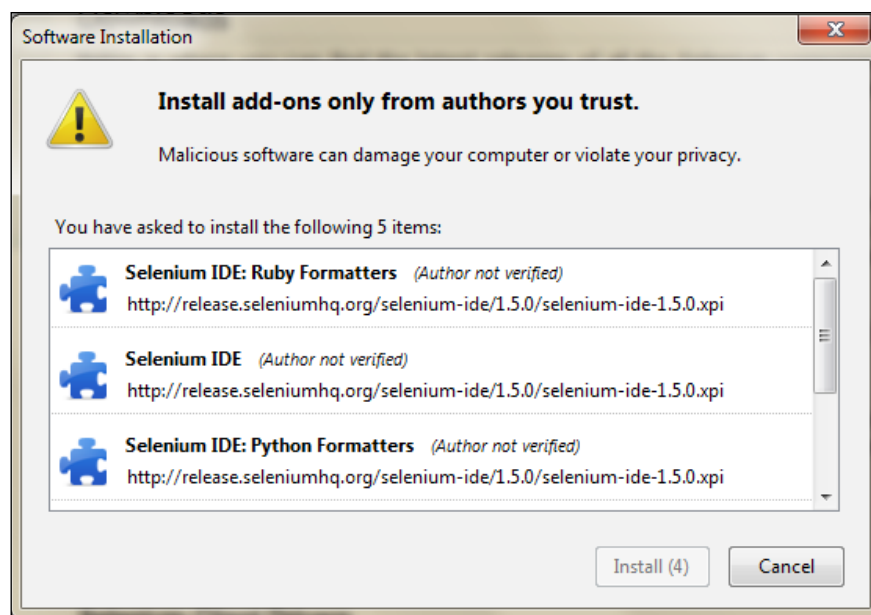 Software Installation
Install add-ons only from authors you trust.
Malicious software can damage your computer or violate your privacy.
You have asked to install the following 5 items:
Selenium IDE: Ruby Formatters (Author not verified)
http://release.seleniumhq.org/selenium-ide/1.5.0/selenium-ide-1.5.0.xpi
Selenium IDE (Author not verified)
http://release.seleniumhq.org/selenium-ide/1.5.0/selenium-ide-1.5.0.xpi
Selenium IDE: Python Formatters (Author not verified)
http://release.seleniumhq.org/selenium-ide/1.5.0/selenium-ide-1.5.0.xpi
Install (4) Cancel